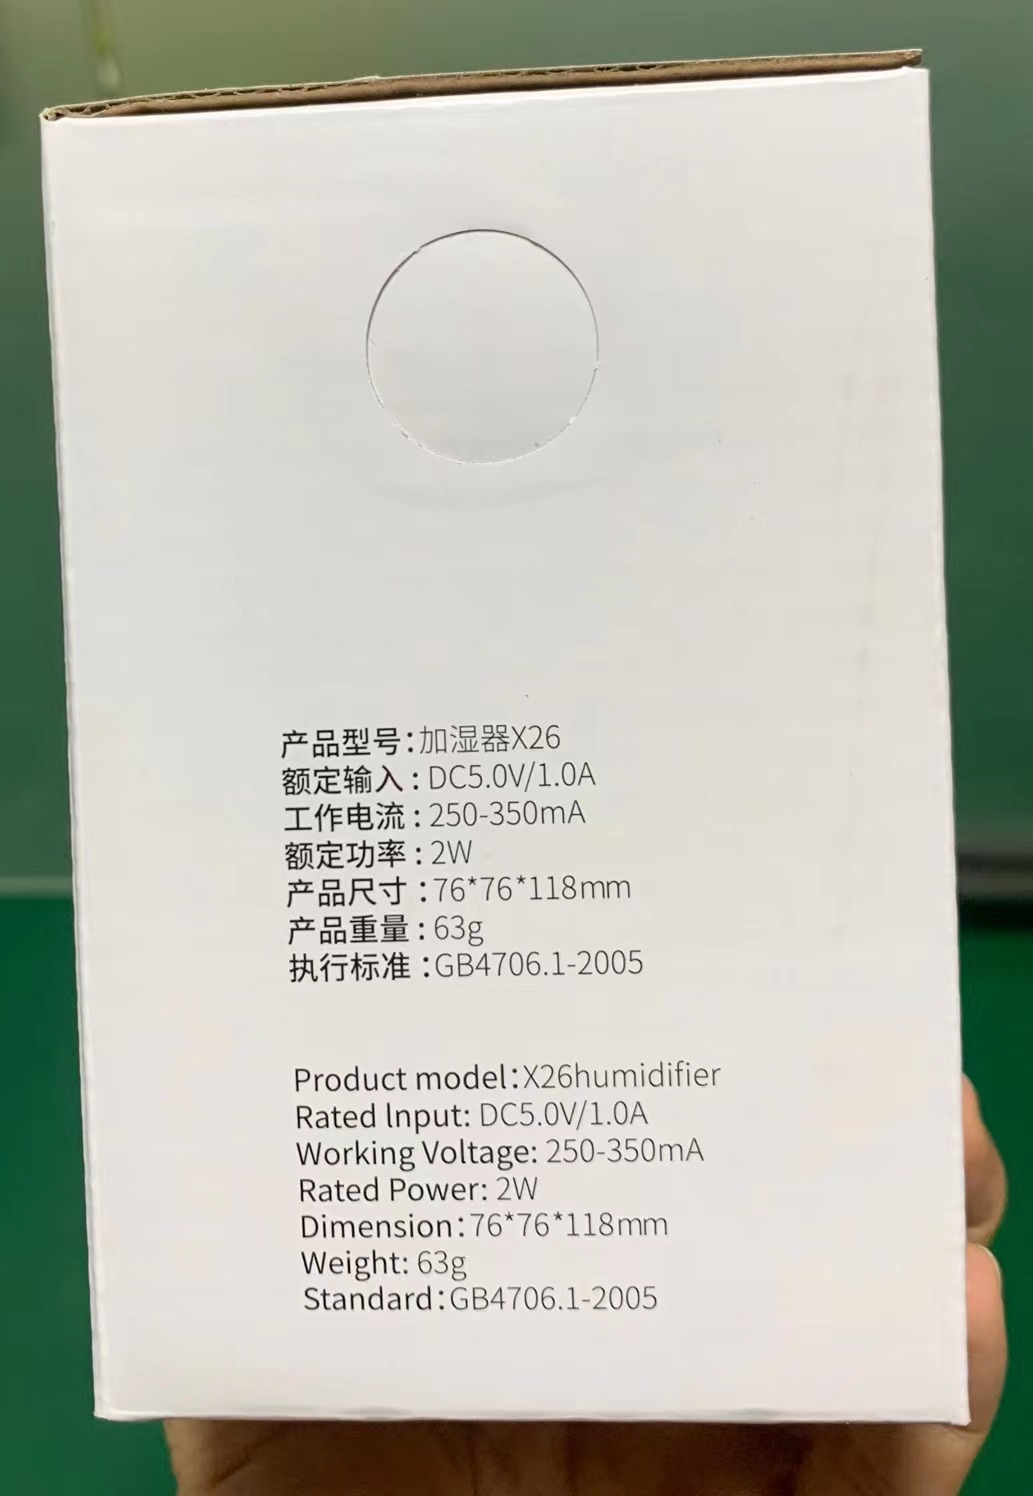 产品型号:加湿器X26
额定输入:DC5.0V/1.0A
工作电流:250-350mA
额定功率:2W
产品尺寸:76*76*118mm
产品重量:63g
执行标准:GB4706.1-2005
Product model:X26humidifier
Rated lnput: DC5.0V/1.0A
Working Voltage: 250-350mA
Rated Power: 2W
Dimension:76*76*118mm
Weight: 63g
Standard:GB4706.1-2005